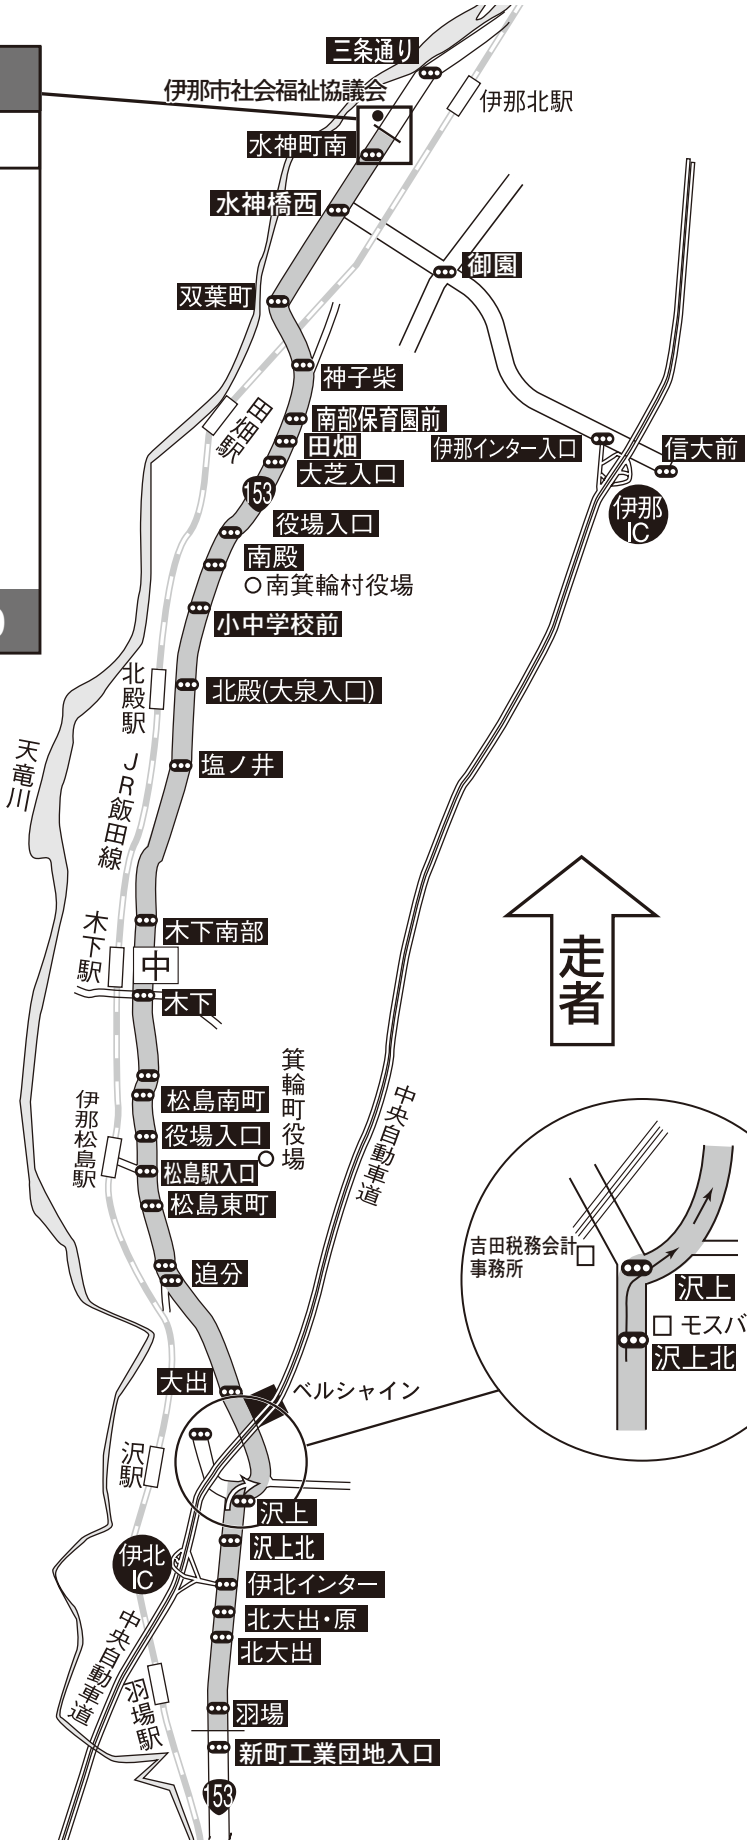 三条通り
伊那市社会福祉協議会
伊那北駅
水神町南
水神橋西
御園
双葉町
神子柴
田畑駅
南部保育園前
田畑
伊那インター入口
信大前
大芝入口
153
伊那
IC
役場入口
南殿
南箕輪村役場
小中学校前
北殿駅
北殿(大泉入口)
天竜川
塩ノ井
JR飯田線
木下駅
木下南部
中
木下
走者
箕輪町役場
中央自動車道
伊那松島駅
松島南町
役場入口
松島駅入口
松島東町
追分
吉田税務会計
事務所
沢上
モスバ
沢上北
大出
ベルシャイン
沢駅
沢上
沢上北
伊北
IC
伊北インター
北大出・原
北大出
中央自動車道
羽場駅
羽場
新町工業団地入口
153